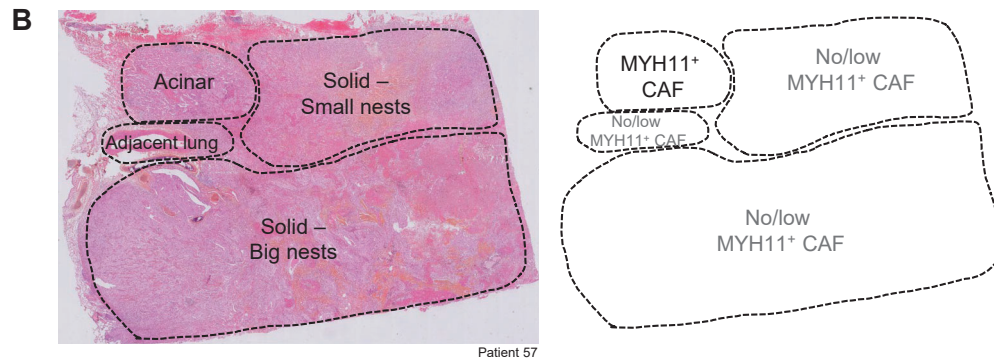 B
Acinar
Solid –
Small nests
Adjacent lung
Solid –
Big nests
Patient 57
MYH11⁺
CAF
No/low
MYH11⁺ CAF
No/low
MYH11⁺ CAF
No/low
MYH11⁺ CAF